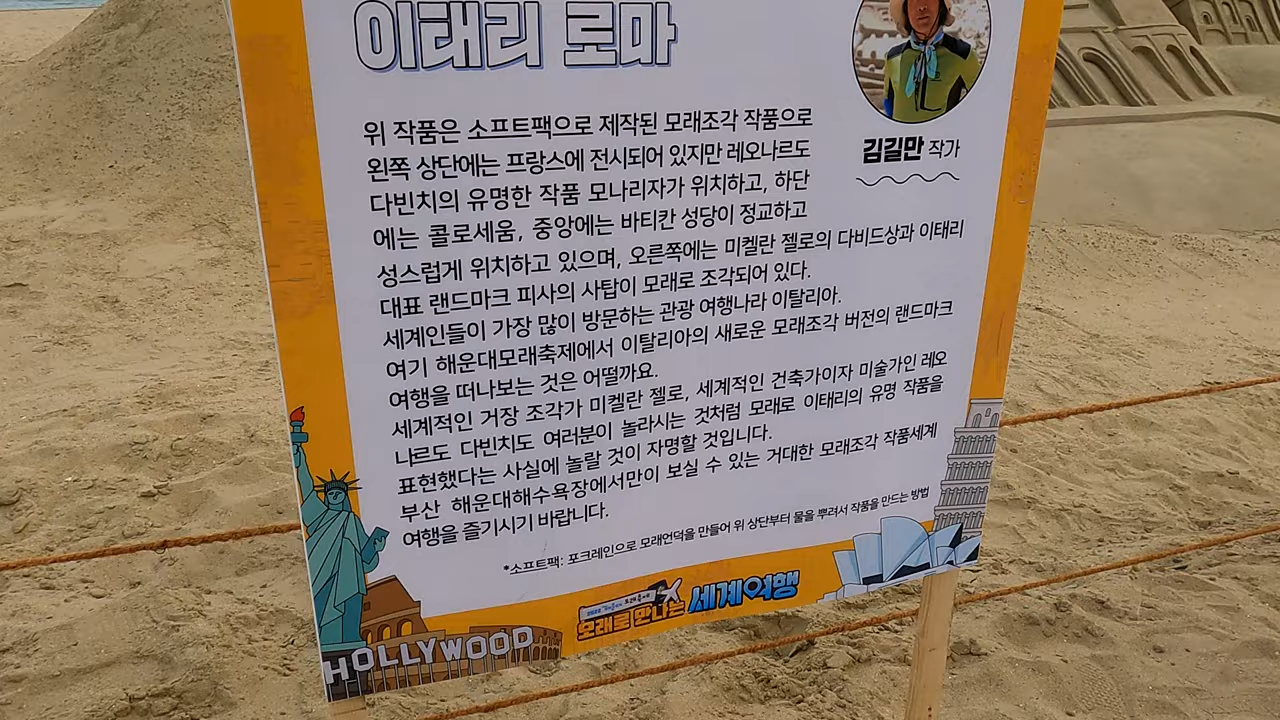 이태리 로마
김길만 작가
위 작품은 소프트팩으로 제작된 모래조각 작품으로
왼쪽 상단에는 프랑스에 전시되어 있지만 레오나르도
다빈치의 유명한 작품 모나리자가 위치하고, 하단
에는 콜로세움, 중앙에는 바티칸 성당이 정교하고
성스럽게 위치하고 있으며, 오른쪽에는 미켈란 젤로의 다비드상과 이태리
대표 랜드마크 피사의 사탑이 모래로 조각되어 있다.
세계인들이 가장 많이 방문하는 관광 여행나라 이탈리아.
여기 해운대모래축제에서 이탈리아의 새로운 모래조각 버전의 랜드마크
여행을 떠나보는 것은 어떨까요.
세계적인 거장 조각가 미켈란 젤로, 세계적인 건축가이자 미술가인 레오
나르도 다빈치도 여러분이 놀라시는 것처럼 모래로 이태리의 유명 작품을
표현했다는 사실에 놀랄 것이 자명할 것입니다.
부산 해운대해수욕장에서만이 보실 수 있는 거대한 모래조각 작품세계
여행을 즐기시기 바랍니다.
*소프트팩: 포크레인으로 모래언덕을 만들어 위 상단부터 물을 뿌려서 작품을 만드는 방법
모래로 만나는 세계여행
HOLLYWOOD